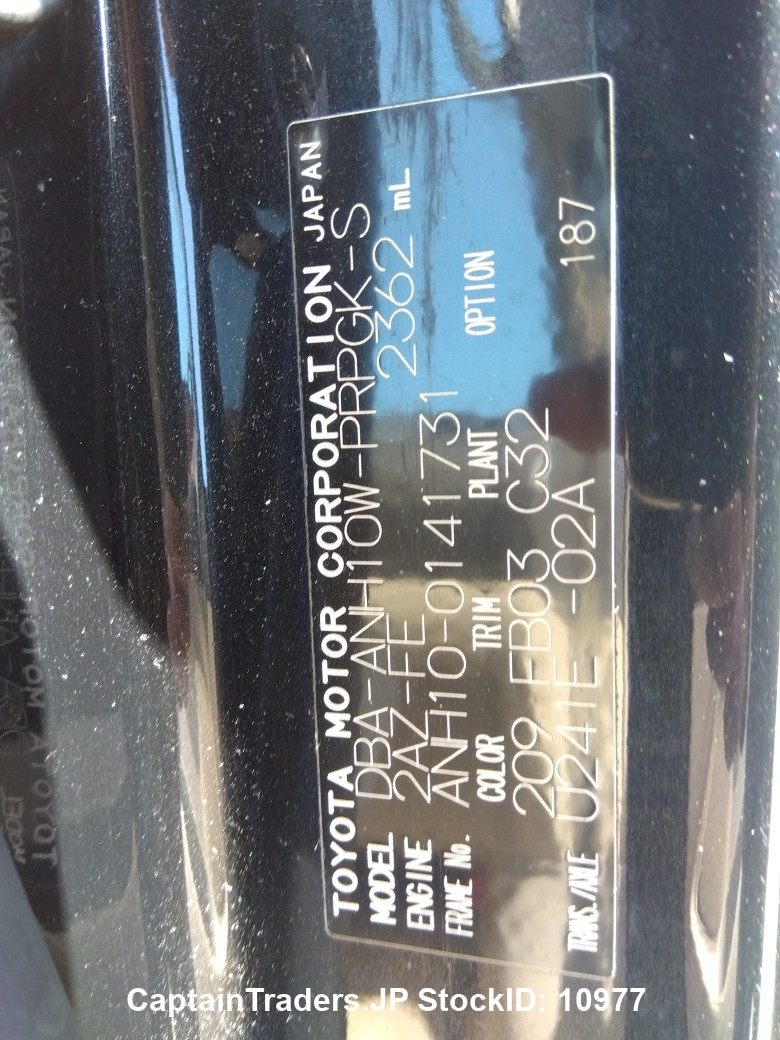 TOYOTA MOTOR CORPORATION JAPAN
MODEL DBA-ANH10W-PRPGK-S
ENGINE 2AZ-FE 2362 mL
FRAME No. ANH10-0141731
COLOR TRIM PLANT OPTION
209 FB03 C32
TRANS./AXLE U241E -02A 187
CaptainTraders.JP StockID: 10977